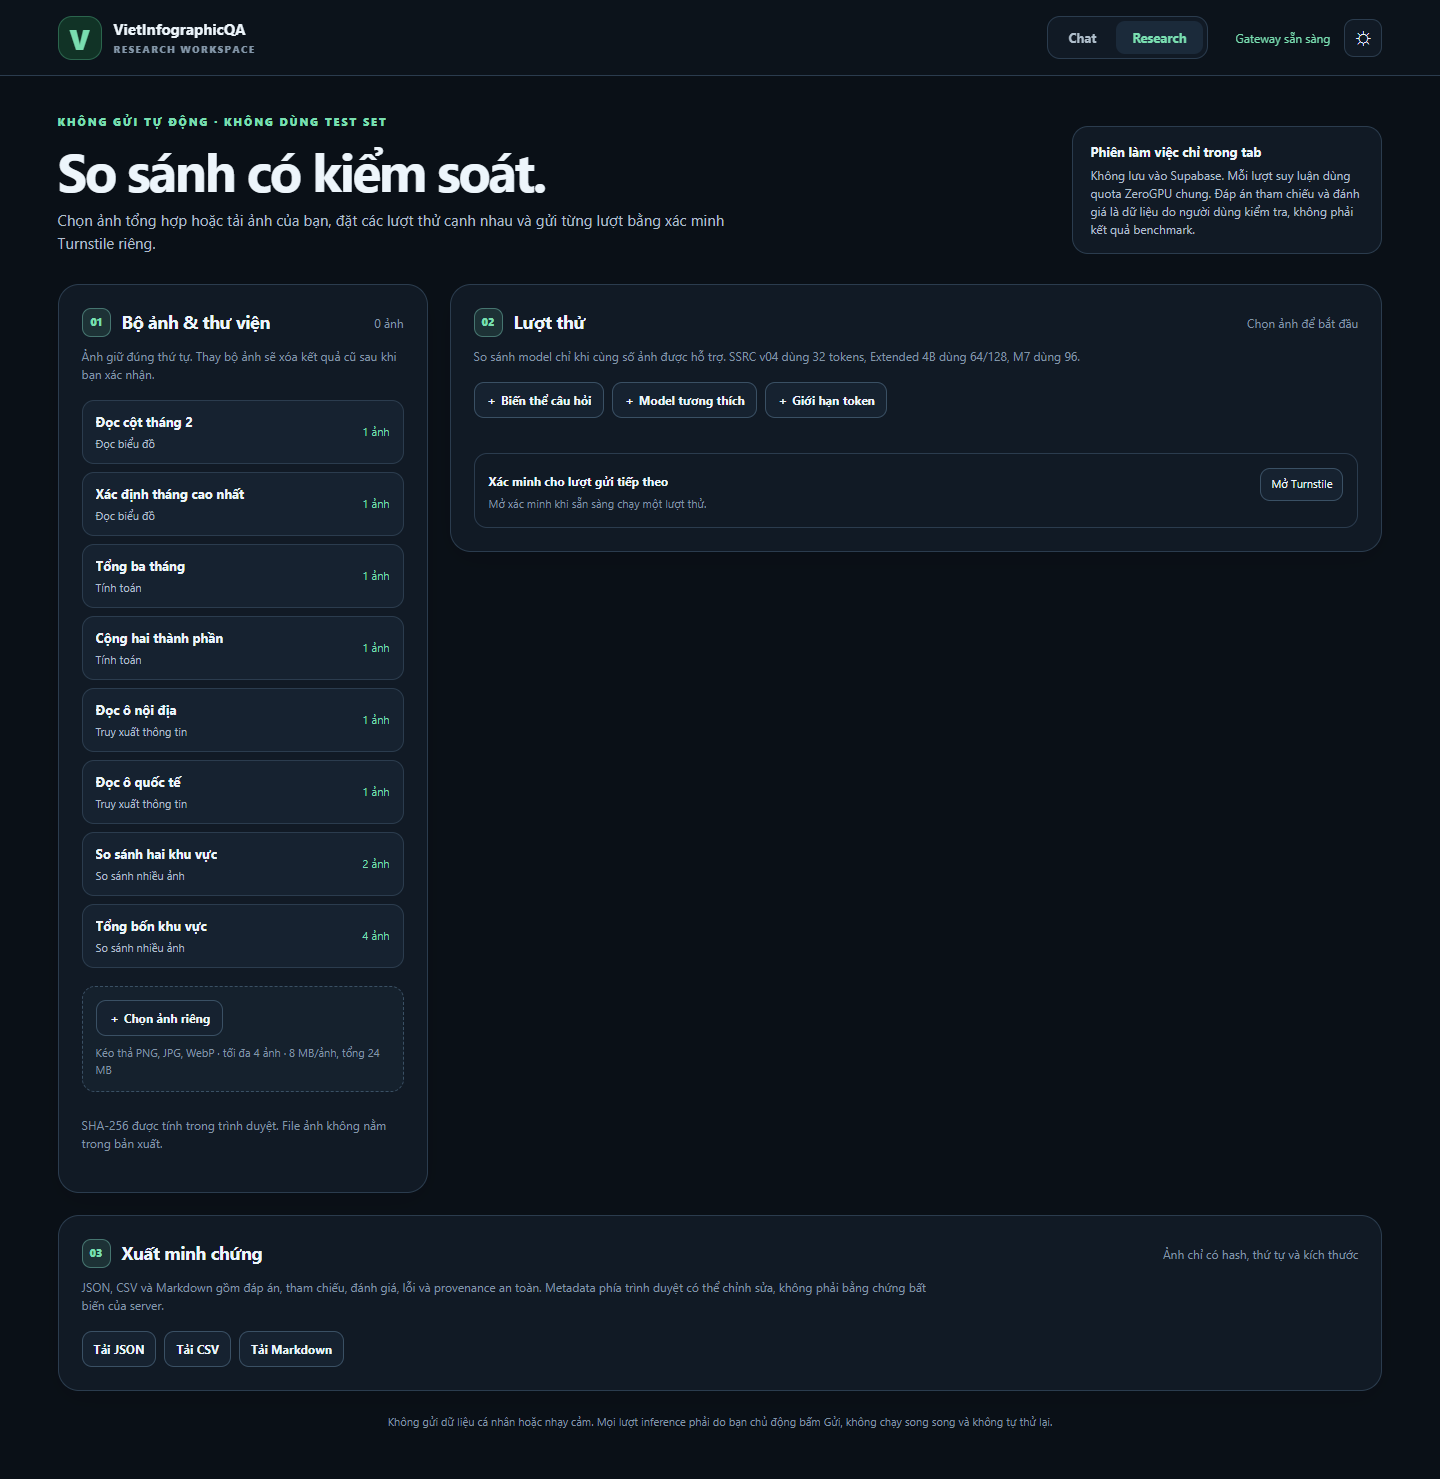 V
VietInfographicQA
RESEARCH WORKSPACE
Chat
Research
Gateway sẵn sàng
KHÔNG GỬI TỰ ĐỘNG · KHÔNG DÙNG TEST SET
So sánh có kiểm soát.
Chọn ảnh tổng hợp hoặc tải ảnh của bạn, đặt các lượt thử cạnh nhau và gửi từng lượt bằng xác minh
Turnstile riêng.
Phiên làm việc chỉ trong tab
Không lưu vào Supabase. Mỗi lượt suy luận dùng
quota ZeroGPU chung. Đáp án tham chiếu và đánh
giá là dữ liệu do người dùng kiểm tra, không phải
kết quả benchmark.
01
Bộ ảnh & thư viện
0 ảnh
Ảnh giữ đúng thứ tự. Thay bộ ảnh sẽ xóa kết quả cũ sau khi
bạn xác nhận.
Đọc cột tháng 2
Đọc biểu đồ
1 ảnh
Xác định tháng cao nhất
Đọc biểu đồ
1 ảnh
Tổng ba tháng
Tính toán
1 ảnh
Cộng hai thành phần
Tính toán
1 ảnh
Đọc ô nội địa
Truy xuất thông tin
1 ảnh
Đọc ô quốc tế
Truy xuất thông tin
1 ảnh
So sánh hai khu vực
So sánh nhiều ảnh
2 ảnh
Tổng bốn khu vực
So sánh nhiều ảnh
4 ảnh
+ Chọn ảnh riêng
Kéo thả PNG, JPG, WebP · tối đa 4 ảnh · 8 MB/ảnh, tổng 24
MB
SHA-256 được tính trong trình duyệt. File ảnh không nằm
trong bản xuất.
02
Lượt thử
Chọn ảnh để bắt đầu
So sánh model chỉ khi cùng số ảnh được hỗ trợ. SSRC v04 dùng 32 tokens, Extended 4B dùng 64/128, M7 dùng 96.
+ Biến thể câu hỏi
+ Model tương thích
+ Giới hạn token
Xác minh cho lượt gửi tiếp theo
Mở xác minh khi sẵn sàng chạy một lượt thử.
Mở Turnstile
03
Xuất minh chứng
Ảnh chỉ có hash, thứ tự và kích thước
JSON, CSV và Markdown gồm đáp án, tham chiếu, đánh giá, lỗi và provenance an toàn. Metadata phía trình duyệt có thể chỉnh sửa, không phải bằng chứng bất
biến của server.
Tải JSON
Tải CSV
Tải Markdown
Không gửi dữ liệu cá nhân hoặc nhạy cảm. Mọi lượt inference phải do bạn chủ động bấm Gửi, không chạy song song và không tự thử lại.